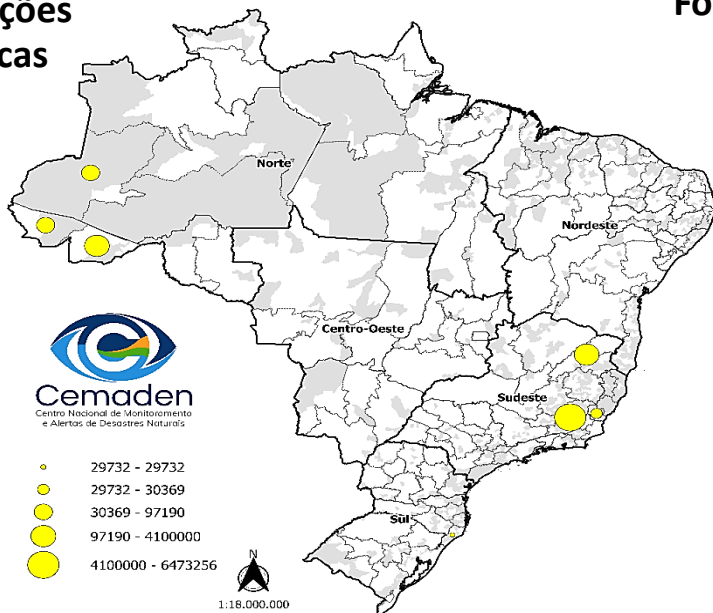 ções
cas
Fo
Norte
Nordeste
Centro-Oeste
Sudeste
Sul
Cemaden
Centro Nacional de Monitoramento
e Alertas de Desastres Naturais
29732 - 29732
29732 - 30369
30369 - 97190
97190 - 4100000
4100000 - 6473256
N
1:18.000.000